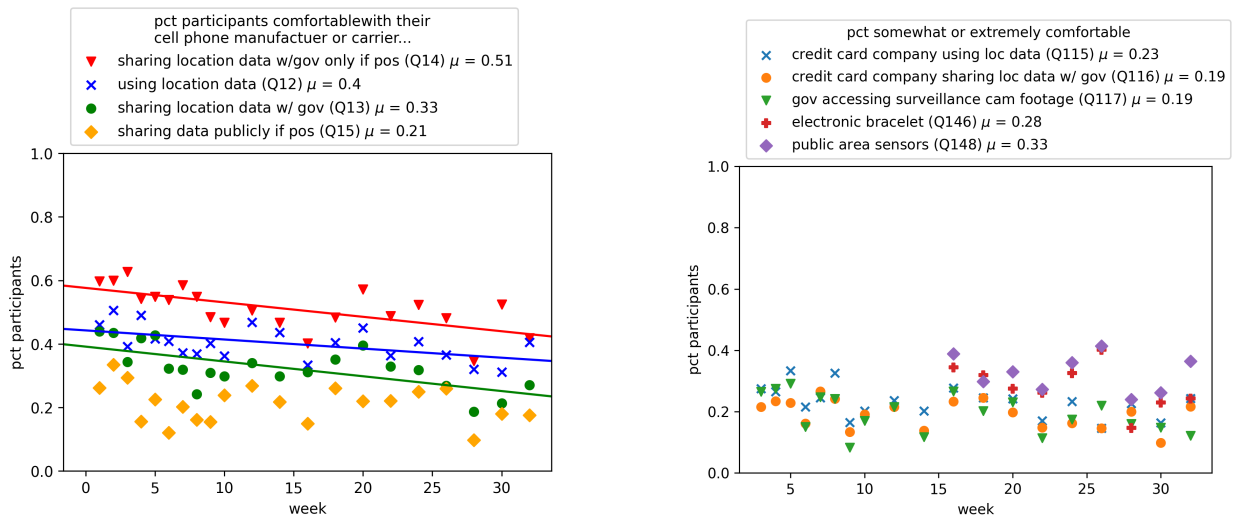 pct participants comfortablewith their
cell phone manufactuer or carrier...
sharing location data w/gov only if pos (Q14) μ = 0.51
using location data (Q12) μ = 0.4
sharing location data w/ gov (Q13) μ = 0.33
sharing data publicly if pos (Q15) μ = 0.21
1.0
0.8
0.6
0.4
0.2
0.0
pct participants
0
5
10
15
20
25
30
week
pct somewhat or extremely comfortable
credit card company using loc data (Q115) μ = 0.23
credit card company sharing loc data w/ gov (Q116) μ = 0.19
gov accessing surveillance cam footage (Q117) μ = 0.19
electronic bracelet (Q146) μ = 0.28
public area sensors (Q148) μ = 0.33
1.0
0.8
0.6
0.4
0.2
0.0
pct participants
5
10
15
20
25
30
week